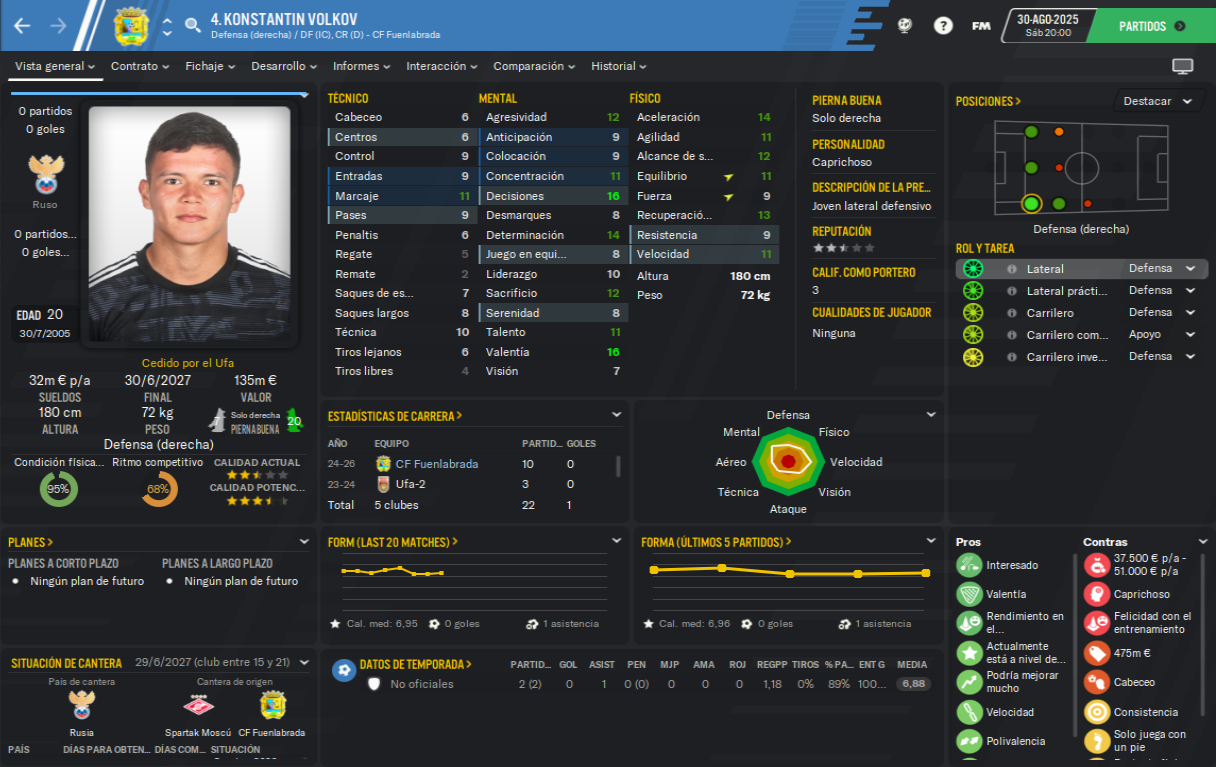 4. KONSTANTIN VOLKOV
Defensa (derecha) / DF (IC), CR (D) - CF Fuenlabrada
?
FM
30-AGO-2025
Sáb 20:00
PARTIDOS
Vista general
Contrato
Fichaje
Desarrollo
Informes
Interacción
Comparación
Historial
0 partidos
0 goles
Ruso
0 partidos...
0 goles...
EDAD 20
30/7/2005
Cedido por el Ufa
32m € p/a
30/6/2027
135m €
SUELDOS
FINAL
VALOR
180 cm
72 kg
7
Solo derecha
20
ALTURA
PESO
PIERNA BUENA
Defensa (derecha)
Condición física...
Ritmo competitivo
CALIDAD ACTUAL
95%
68%
CALIDAD POTENC...
TÉCNICO
Cabeceo 6
Centros 6
Control 9
Entradas 9
Marcaje 11
Pases 9
Penaltis 6
Regate 5
Remate 2
Saques de es... 7
Saques largos 8
Técnica 10
Tiros lejanos 6
Tiros libres 4
MENTAL
Agresividad 12
Anticipación 9
Colocación 9
Concentración 11
Decisiones 16
Desmarques 8
Determinación 14
Juego en equi... 8
Liderazgo 10
Sacrificio 12
Serenidad 8
Talento 11
Valentía 16
Visión 7
FÍSICO
Aceleración 14
Agilidad 11
Alcance de s... 12
Equilibrio 11
Fuerza 9
Recuperació... 13
Resistencia 9
Velocidad 11
Altura 180 cm
Peso 72 kg
PIERNA BUENA
Solo derecha
PERSONALIDAD
Caprichoso
DESCRIPCIÓN DE LA PRE...
Joven lateral defensivo
REPUTACIÓN
CALIF. COMO PORTERO
3
CUALIDADES DE JUGADOR
Ninguna
POSICIONES >
Destacar
Defensa (derecha)
ROL Y TAREA
Lateral Defensa
Lateral prácti... Defensa
Carrilero Defensa
Carrilero com... Apoyo
Carrilero inve... Defensa
ESTADÍSTICAS DE CARRERA >
AÑO EQUIPO PARTID... GOLES
24-26 CF Fuenlabrada 10 0
23-24 Ufa-2 3 0
Total 5 clubes 22 1
Defensa
Mental
Físico
Aéreo
Velocidad
Técnica
Visión
Ataque
PLANES >
PLANES A CORTO PLAZO
PLANES A LARGO PLAZO
Ningún plan de futuro
Ningún plan de futuro
FORM (LAST 20 MATCHES) >
Cal. med: 6,95
0 goles
1 asistencia
FORMA (ÚLTIMOS 5 PARTIDOS) >
Cal. med: 6,96
0 goles
1 asistencia
Pros
Interesado
Valentía
Rendimiento en
el...
Actualmente
está a nivel de...
Podría mejorar
mucho
Velocidad
Polivalencia
Contras
37.500 € p/a -
51.000 € p/a
Caprichoso
Felicidad con el
entrenamiento
475m €
Cabeceo
Consistencia
Solo juega con
un pie
SITUACIÓN DE CANTERA
29/6/2027 (club entre 15 y 21)
País de cantera
Cantera de origen
Rusia
Spartak Moscú
CF Fuenlabrada
PAÍS
DÍAS PARA OBTEN...
DÍAS COM...
SITUACIÓN
DATOS DE TEMPORADA >
PARTID... GOL ASIST PEN MJP AMA ROJ REGPP TIROS % PA... ENT G MEDIA
No oficiales 2 (2) 0 1 0 (0) 0 0 0 1,18 0% 89% 100... 6,88